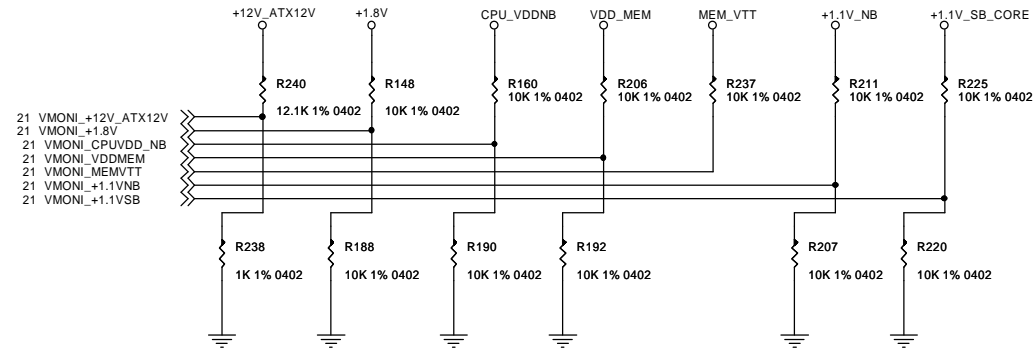 +12V_ATX12V
+1.8V
CPU_VDDNB
VDD_MEM
MEM_VTT
+1.1V_NB
+1.1V_SB_CORE
R240
12.1K 1% 0402
R148
10K 1% 0402
R160
10K 1% 0402
R206
10K 1% 0402
R237
10K 1% 0402
R211
10K 1% 0402
R225
10K 1% 0402
21 VMONI_+12V_ATX12V
21 VMONI_+1.8V
21 VMONI_CPUVDD_NB
21 VMONI_VDDMEM
21 VMONI_MEMVTT
21 VMONI_+1.1VNB
21 VMONI_+1.1VSB
R238
1K 1% 0402
R188
10K 1% 0402
R190
10K 1% 0402
R192
10K 1% 0402
R207
10K 1% 0402
R220
10K 1% 0402